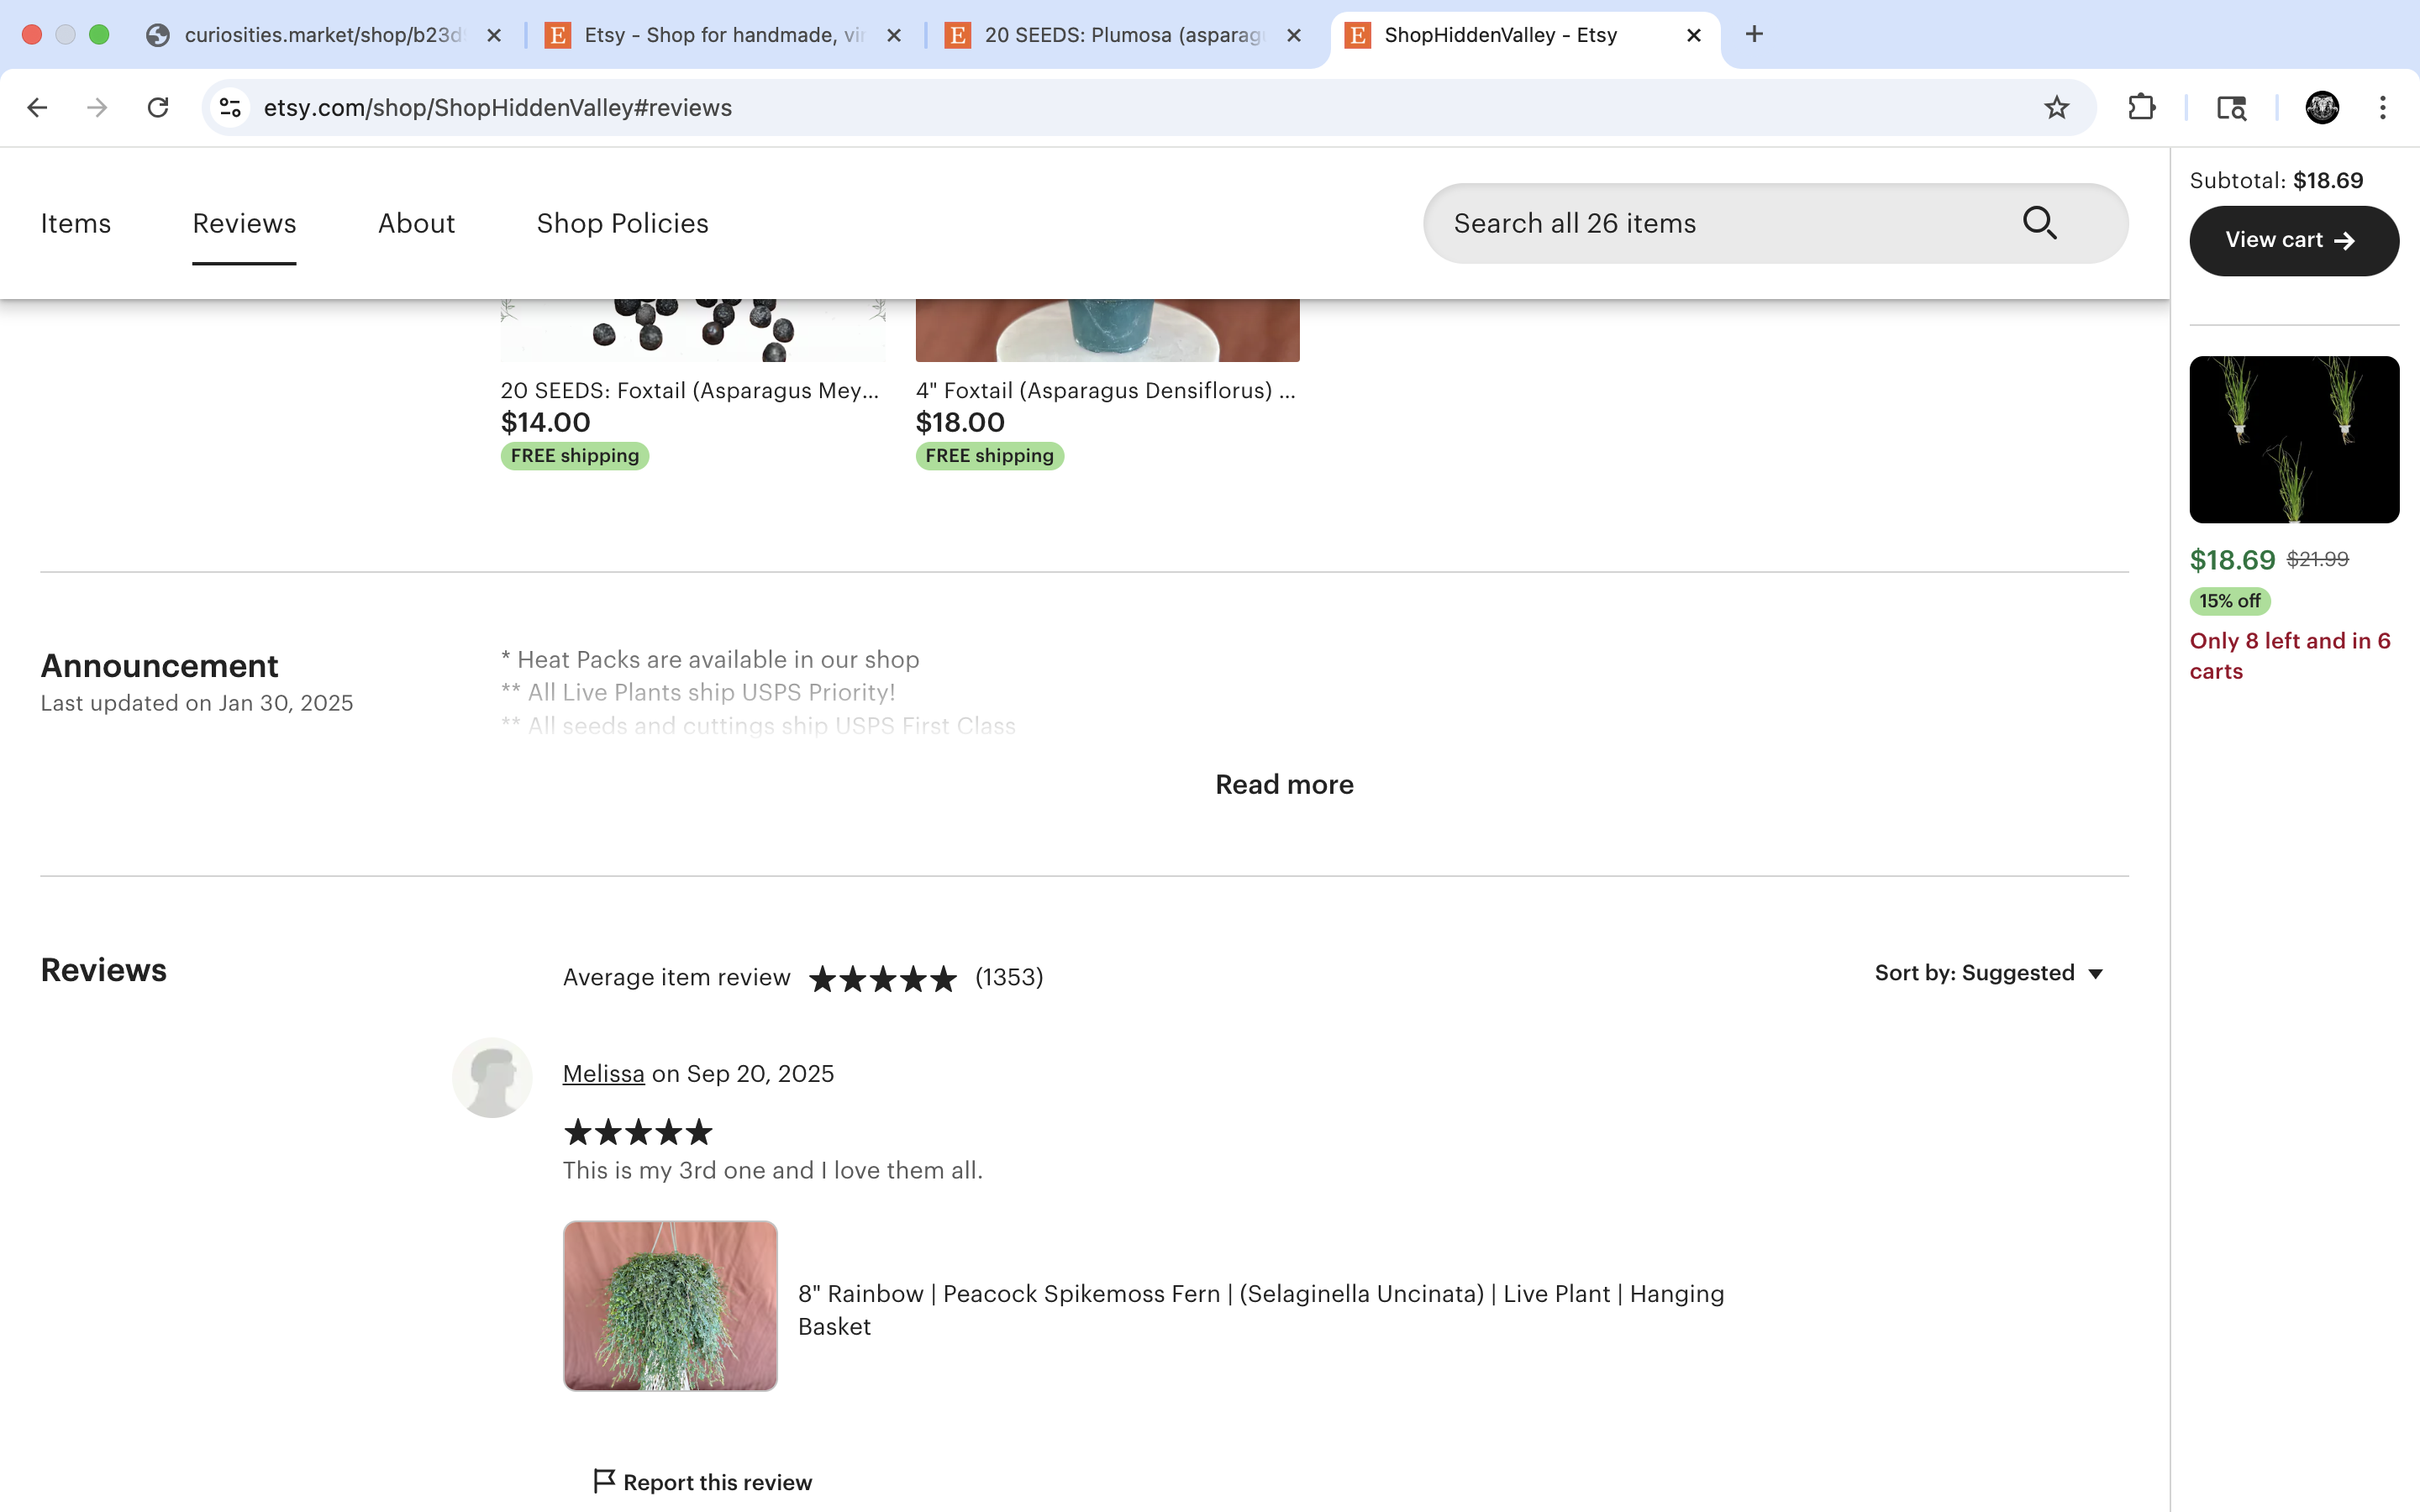 curiosities.market/shop/b23d
Etsy - Shop for handmade, vi
20 SEEDS: Plumosa (asparag
ShopHiddenValley - Etsy
etsy.com/shop/ShopHiddenValley#reviews
Items
Reviews
About
Shop Policies
Search all 26 items
Subtotal: $18.69
View cart →
20 SEEDS: Foxtail (Asparagus Mey...
$14.00
FREE shipping
4" Foxtail (Asparagus Densiflorus) ...
$18.00
FREE shipping
$18.69 $21.99
15% off
Only 8 left and in 6
carts
Announcement
Last updated on Jan 30, 2025
* Heat Packs are available in our shop
** All Live Plants ship USPS Priority!
** All seeds and cuttings ship USPS First Class
Read more
Reviews
Average item review ★★★★★ (1353)
Sort by: Suggested
Melissa on Sep 20, 2025
★★★★★
This is my 3rd one and I love them all.
8" Rainbow | Peacock Spikemoss Fern | (Selaginella Uncinata) | Live Plant | Hanging
Basket
Report this review